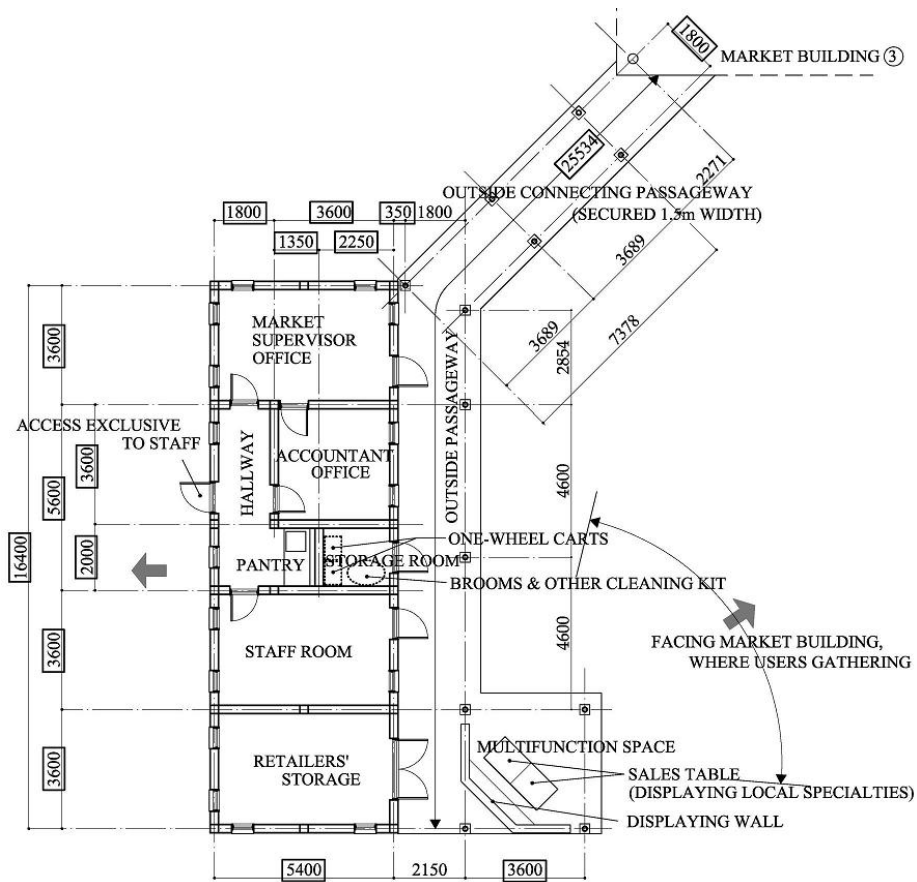 1800
MARKET BUILDING ③
25534
2271
OUTSIDE CONNECTING PASSAGEWAY
(SECURED 1.5m WIDTH)
1800
3600
350
1800
1350
2250
3689
7378
3689
MARKET
SUPERVISOR
OFFICE
3600
OUTSIDE PASSAGEWAY
2854
ACCESS EXCLUSIVE
TO STAFF
HALLWAY
ACCOUNTANT
OFFICE
3600
5600
4600
16400
2000
PANTRY
STORAGE ROOM
ONE-WHEEL CARTS
BROOMS & OTHER CLEANING KIT
STAFF ROOM
3600
4600
FACING MARKET BUILDING,
WHERE USERS GATHERING
RETAILERS'
STORAGE
3600
MULTIFUNCTION SPACE
SALES TABLE
(DISPLAYING LOCAL SPECIALTIES)
DISPLAYING WALL
5400
2150
3600